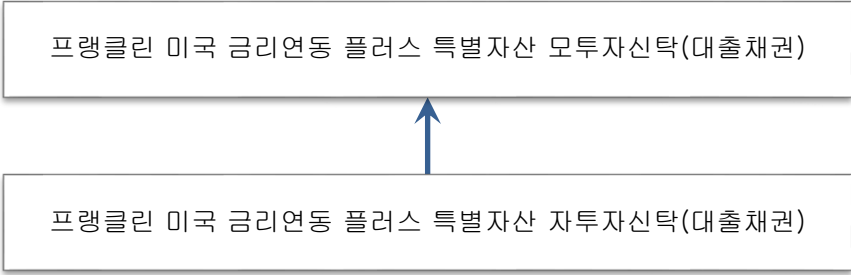 프랭클린 미국 금리연동 플러스 특별자산 모투자신탁(대출채권)
프랭클린 미국 금리연동 플러스 특별자산 자투자신탁(대출채권)